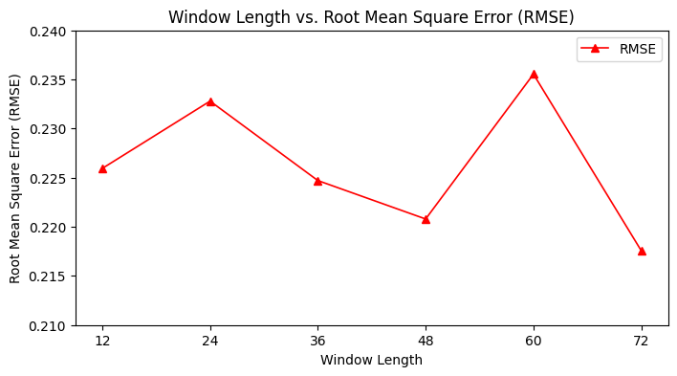 Window Length vs. Root Mean Square Error (RMSE)
RMSE
Root Mean Square Error (RMSE)
0.240
0.235
0.230
0.225
0.220
0.215
0.210
12 24 36 48 60 72
Window Length